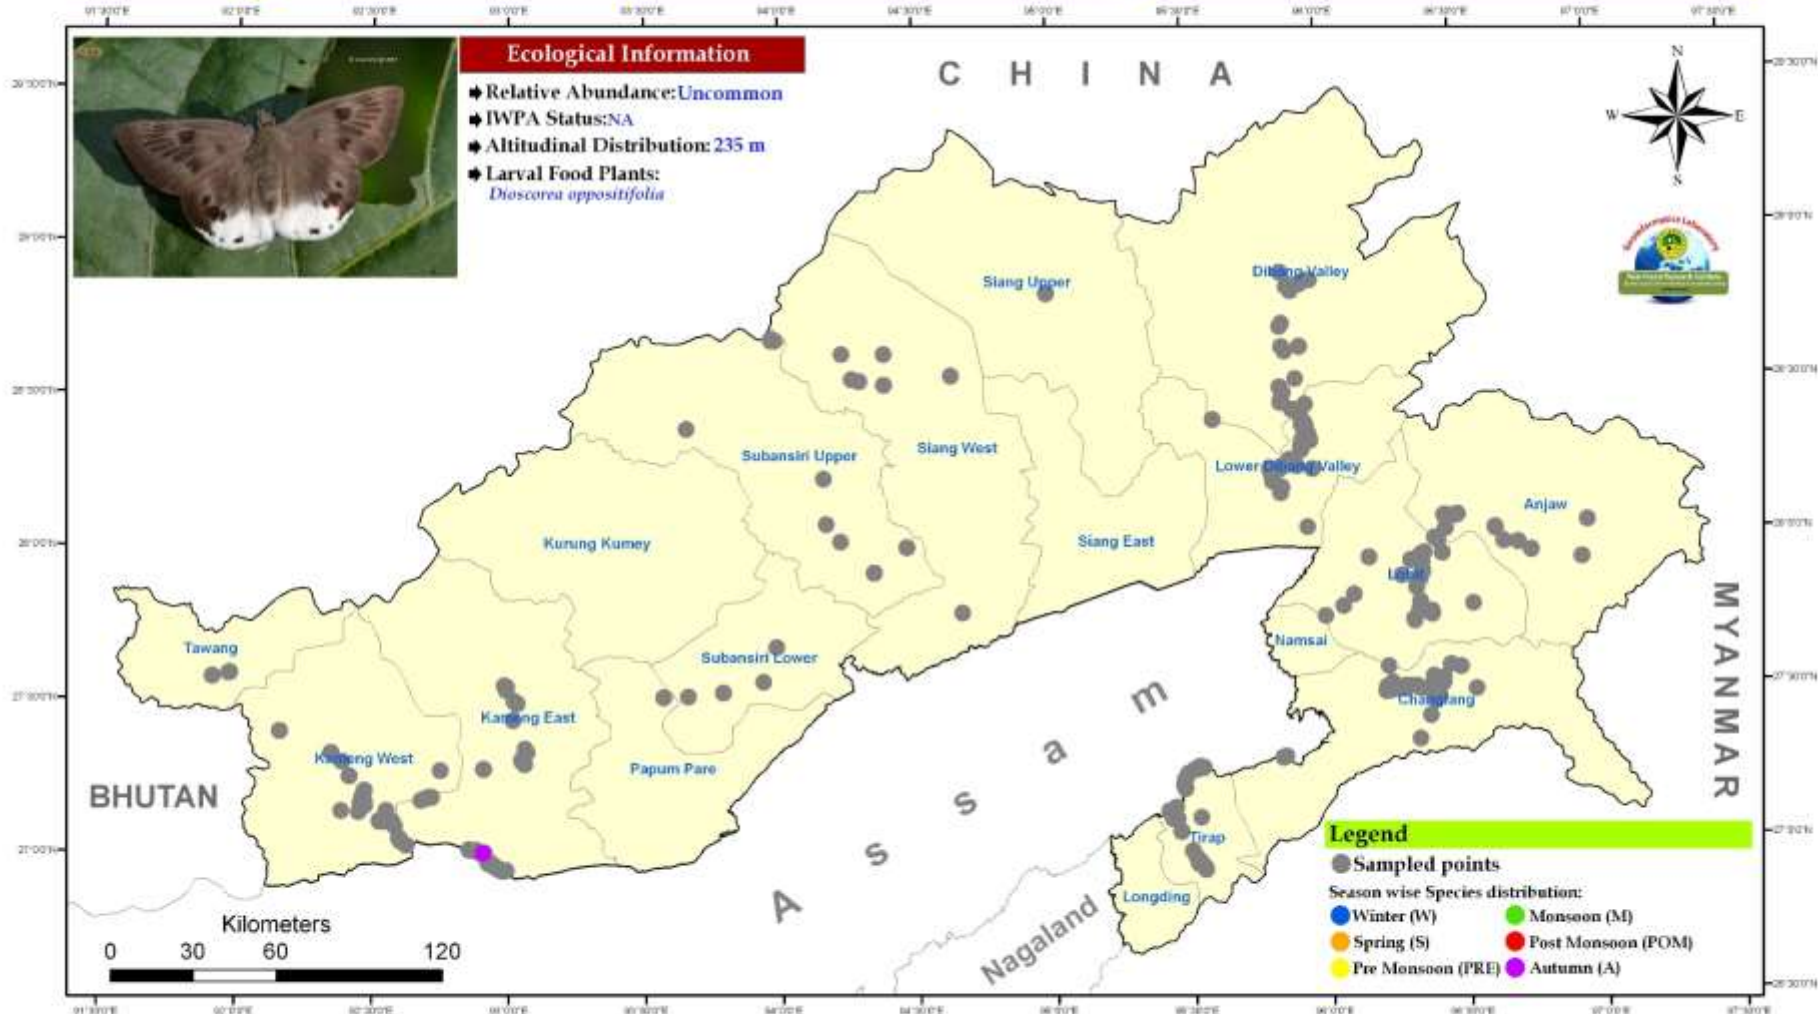 Ecological Information
Relative Abundance: Uncommon
IWPA Status: NA
Altitudinal Distribution: 235 m
Larval Food Plants:
Dioscorea oppositifolia
C H I N A
N
W E
S
Siang Upper
Dibang Valley
Subansiri Upper
Siang West
Lower Dibang Valley
Anjaw
Kurung Kumey
Siang East
Lohit
Namsai
Tawang
Subansiri Lower
Changlang
Kameng East
Kameng West
Papum Pare
BHUTAN
MYANMAR
Assam
Tirap
Longding
Nagaland
Kilometers
0 30 60 120
Legend
Sampled points
Season wise Species distribution:
Winter (W)
Monsoon (M)
Spring (S)
Post Monsoon (POM)
Pre Monsoon (PRE)
Autumn (A)